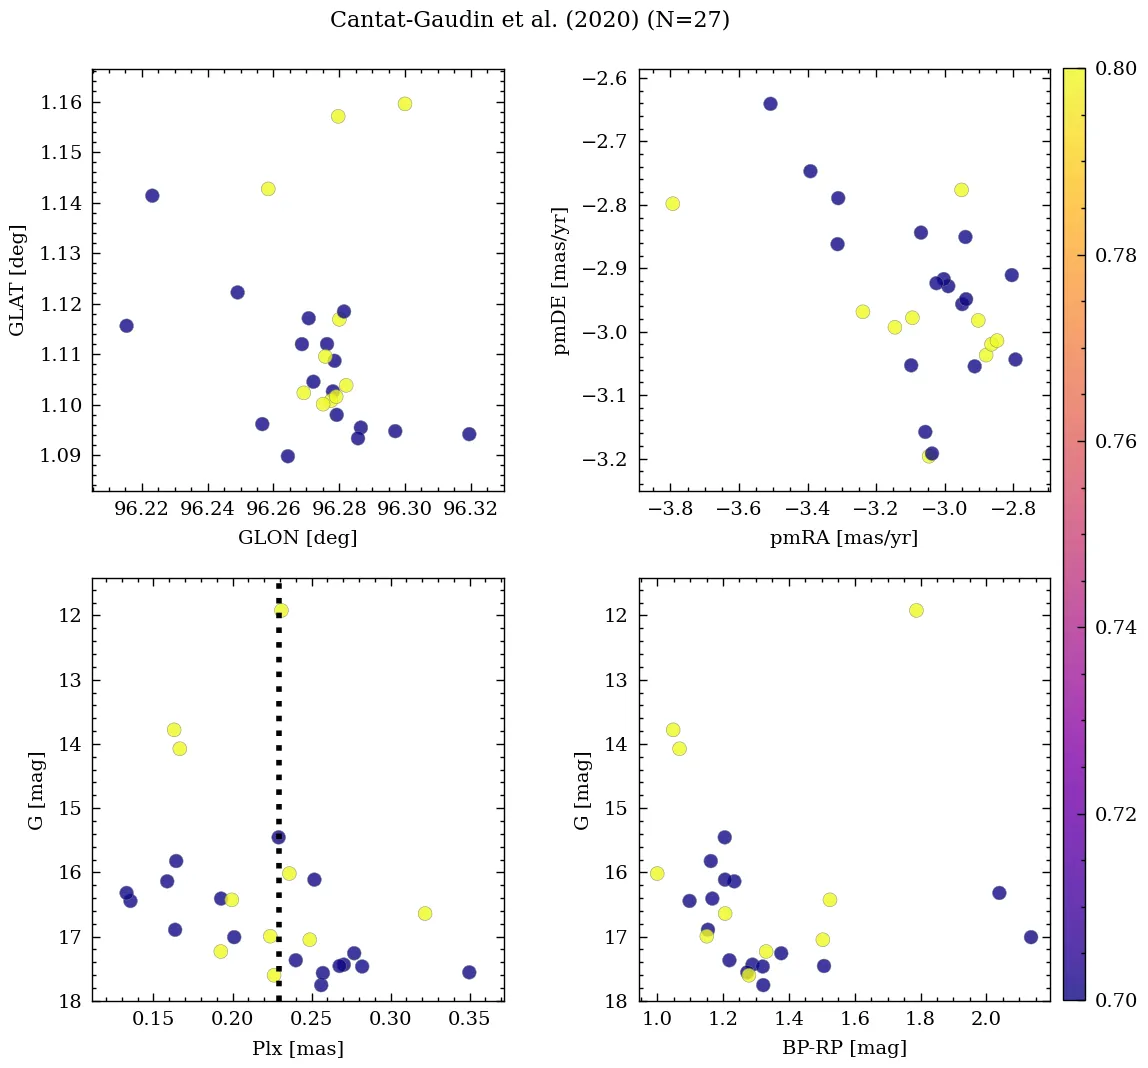 Cantat-Gaudin et al. (2020) (N=27)
1.16
1.15
1.14
1.13
1.12
1.11
1.10
1.09
GLAT [deg]
96.22 96.24 96.26 96.28 96.30 96.32
GLON [deg]
−2.6
−2.7
−2.8
−2.9
−3.0
−3.1
−3.2
pmDE [mas/yr]
−3.8 −3.6 −3.4 −3.2 −3.0 −2.8
pmRA [mas/yr]
12
13
14
15
16
17
18
G [mag]
0.15 0.20 0.25 0.30 0.35
Plx [mas]
12
13
14
15
16
17
18
G [mag]
1.0 1.2 1.4 1.6 1.8 2.0
BP-RP [mag]
0.80
0.78
0.76
0.74
0.72
0.70